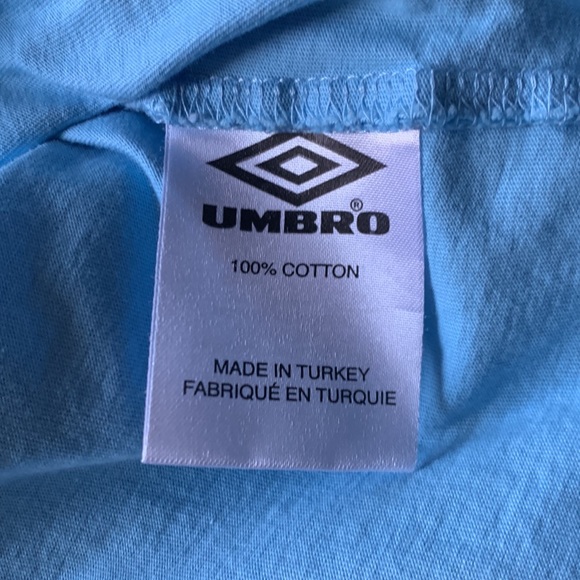 UMBRO®
100% COTTON
MADE IN TURKEY
FABRIQUÉ EN TURQUIE